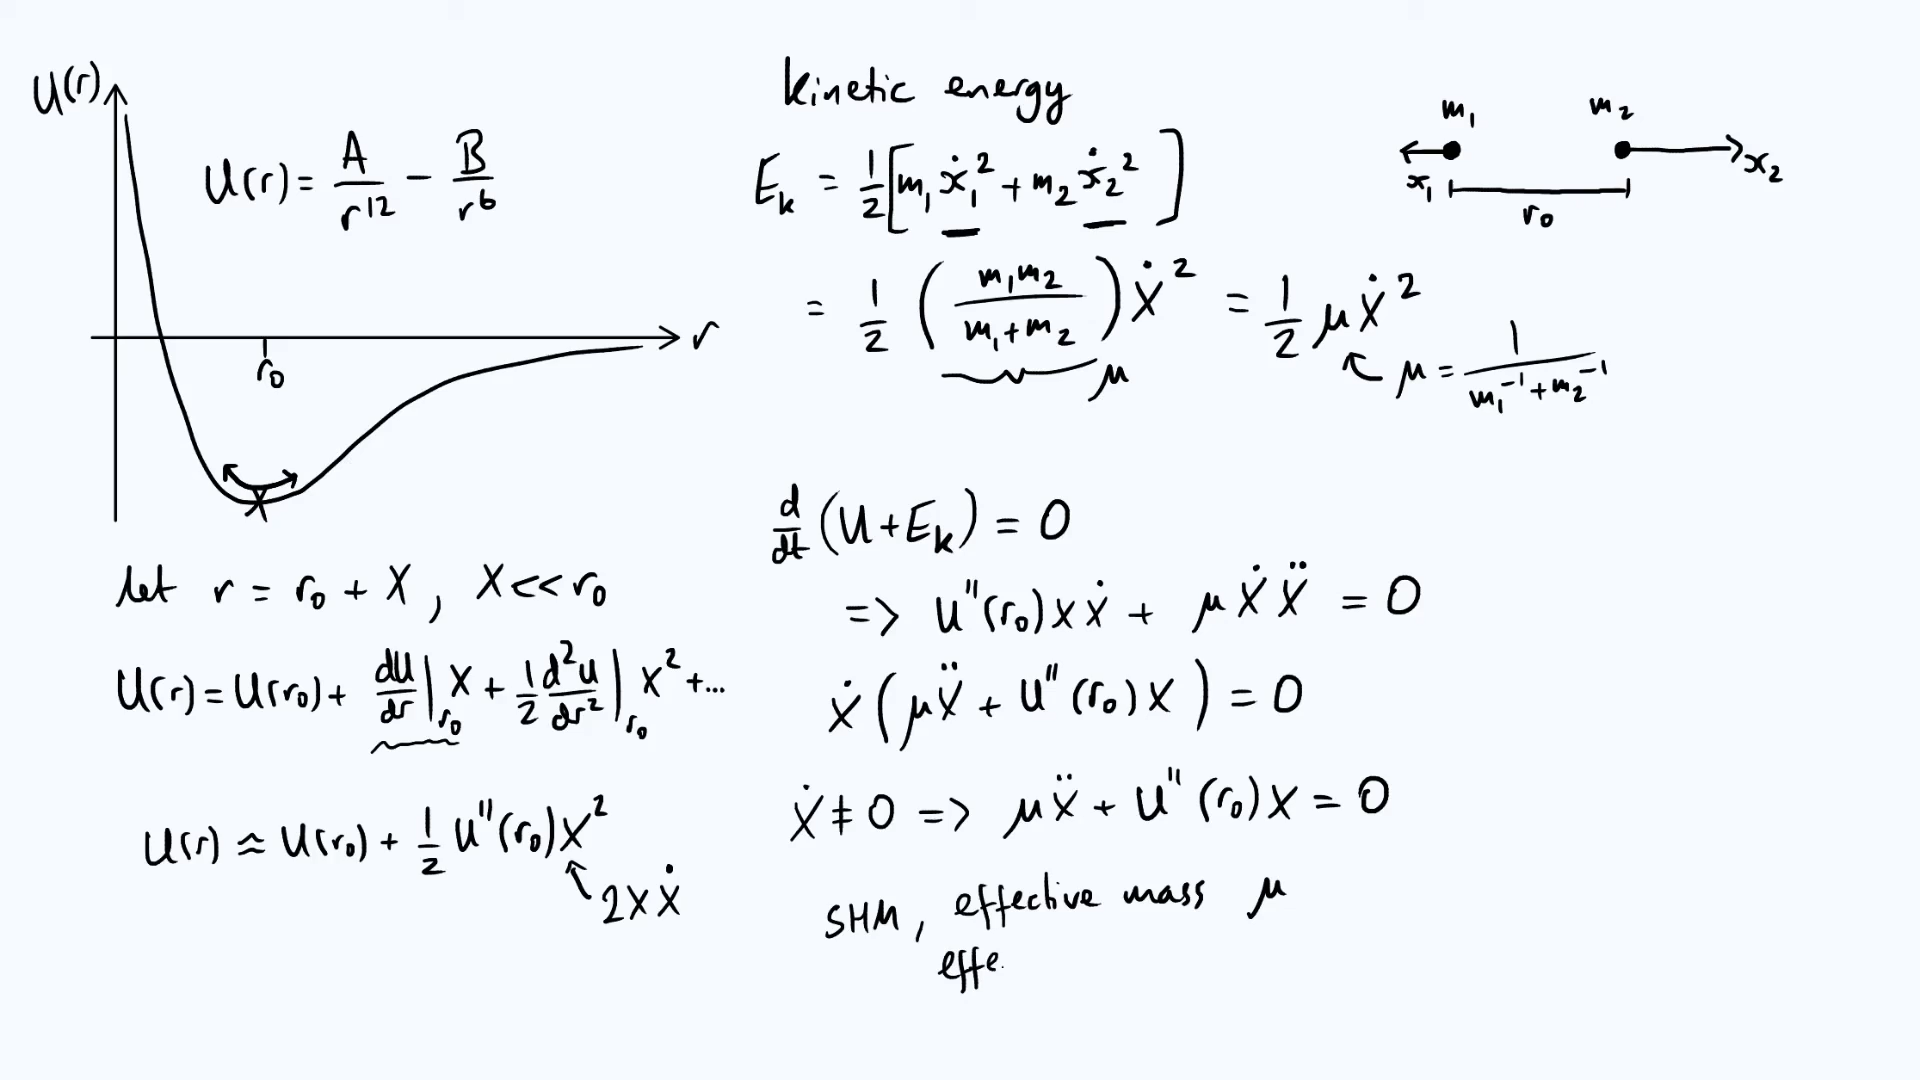 U(r)
U(r) = A/r¹² − B/r⁶
r₀
r
let r = r₀ + X, X << r₀
U(r) = U(r₀) + dU/dr|r₀ X + 1/2 d²U/dr²|r₀ X² + ...
U(r) ≈ U(r₀) + 1/2 U''(r₀)X²
2XẊ
kinetic energy
Eₖ = 1/2 [m₁ẋ₁² + m₂ẋ₂²]
= 1/2 (m₁m₂/(m₁+m₂)) Ẋ² = 1/2 μẊ²
μ
μ = 1/(m₁⁻¹ + m₂⁻¹)
m₁ m₂
x₁ x₂
r₀
d/dt (U + Eₖ) = 0
=> U''(r₀)XẊ + μẊẌ = 0
Ẋ(μẌ + U''(r₀)X) = 0
Ẋ ≠ 0 => μẌ + U''(r₀)X = 0
SHM, effective mass μ
effe